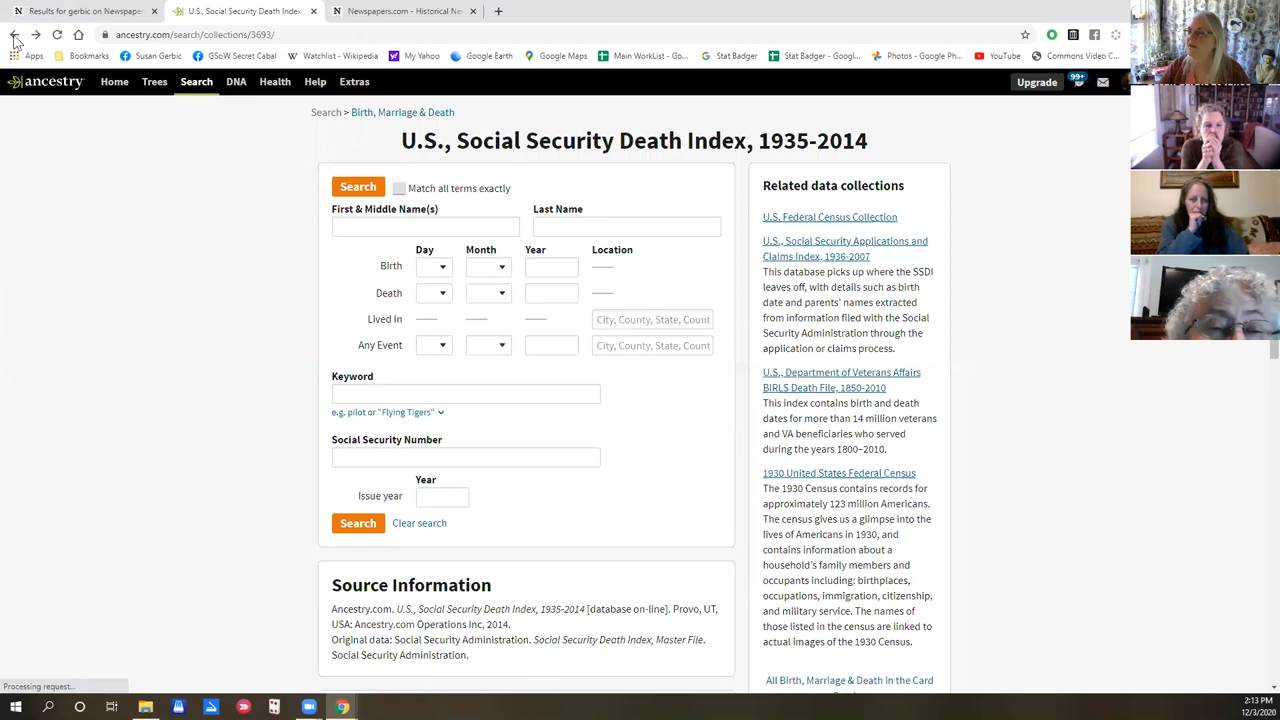 Results for gerbic on Newspape
U.S., Social Security Death Index,
Newspapers.com - Historical Ne
ancestry.com/search/collections/3693/
Apps
Bookmarks
Susan Gerbic
GSoW Secret Cabal
Watchlist - Wikipedia
My Yahoo
Google Earth
Google Maps
Main WorkList - Go...
Stat Badger
Stat Badger - Googl...
Photos - Google Ph...
YouTube
Commons Video C...
ancestry
Home
Trees
Search
DNA
Health
Help
Extras
Upgrade
99+
Search > Birth, Marriage & Death
U.S., Social Security Death Index, 1935-2014
Search
Match all terms exactly
First & Middle Name(s)
Last Name
Day
Month
Year
Location
Birth
Death
Lived In
City, County, State, Count
Any Event
City, County, State, Count
Keyword
e.g. pilot or "Flying Tigers"
Social Security Number
Year
Issue year
Search
Clear search
Source Information
Ancestry.com. U.S., Social Security Death Index, 1935-2014 [database on-line]. Provo, UT,
USA: Ancestry.com Operations Inc, 2014.
Original data: Social Security Administration. Social Security Death Index, Master File.
Social Security Administration.
Related data collections
U.S. Federal Census Collection
U.S., Social Security Applications and
Claims Index, 1936-2007
This database picks up where the SSDI
leaves off, with details such as birth
date and parents' names extracted
from information filed with the Social
Security Administration through the
application or claims process.
U.S., Department of Veterans Affairs
BIRLS Death File, 1850-2010
This index contains birth and death
dates for more than 14 million veterans
and VA beneficiaries who served
during the years 1800–2010.
1930 United States Federal Census
The 1930 Census contains records for
approximately 123 million Americans.
The census gives us a glimpse into the
lives of Americans in 1930, and
contains information about a
household's family members and
occupants including: birthplaces,
occupations, immigration, citizenship,
and military service. The names of
those listed in the census are linked to
actual images of the 1930 Census.
All Birth, Marriage & Death in the Card
Processing request...
2:13 PM
12/3/2020